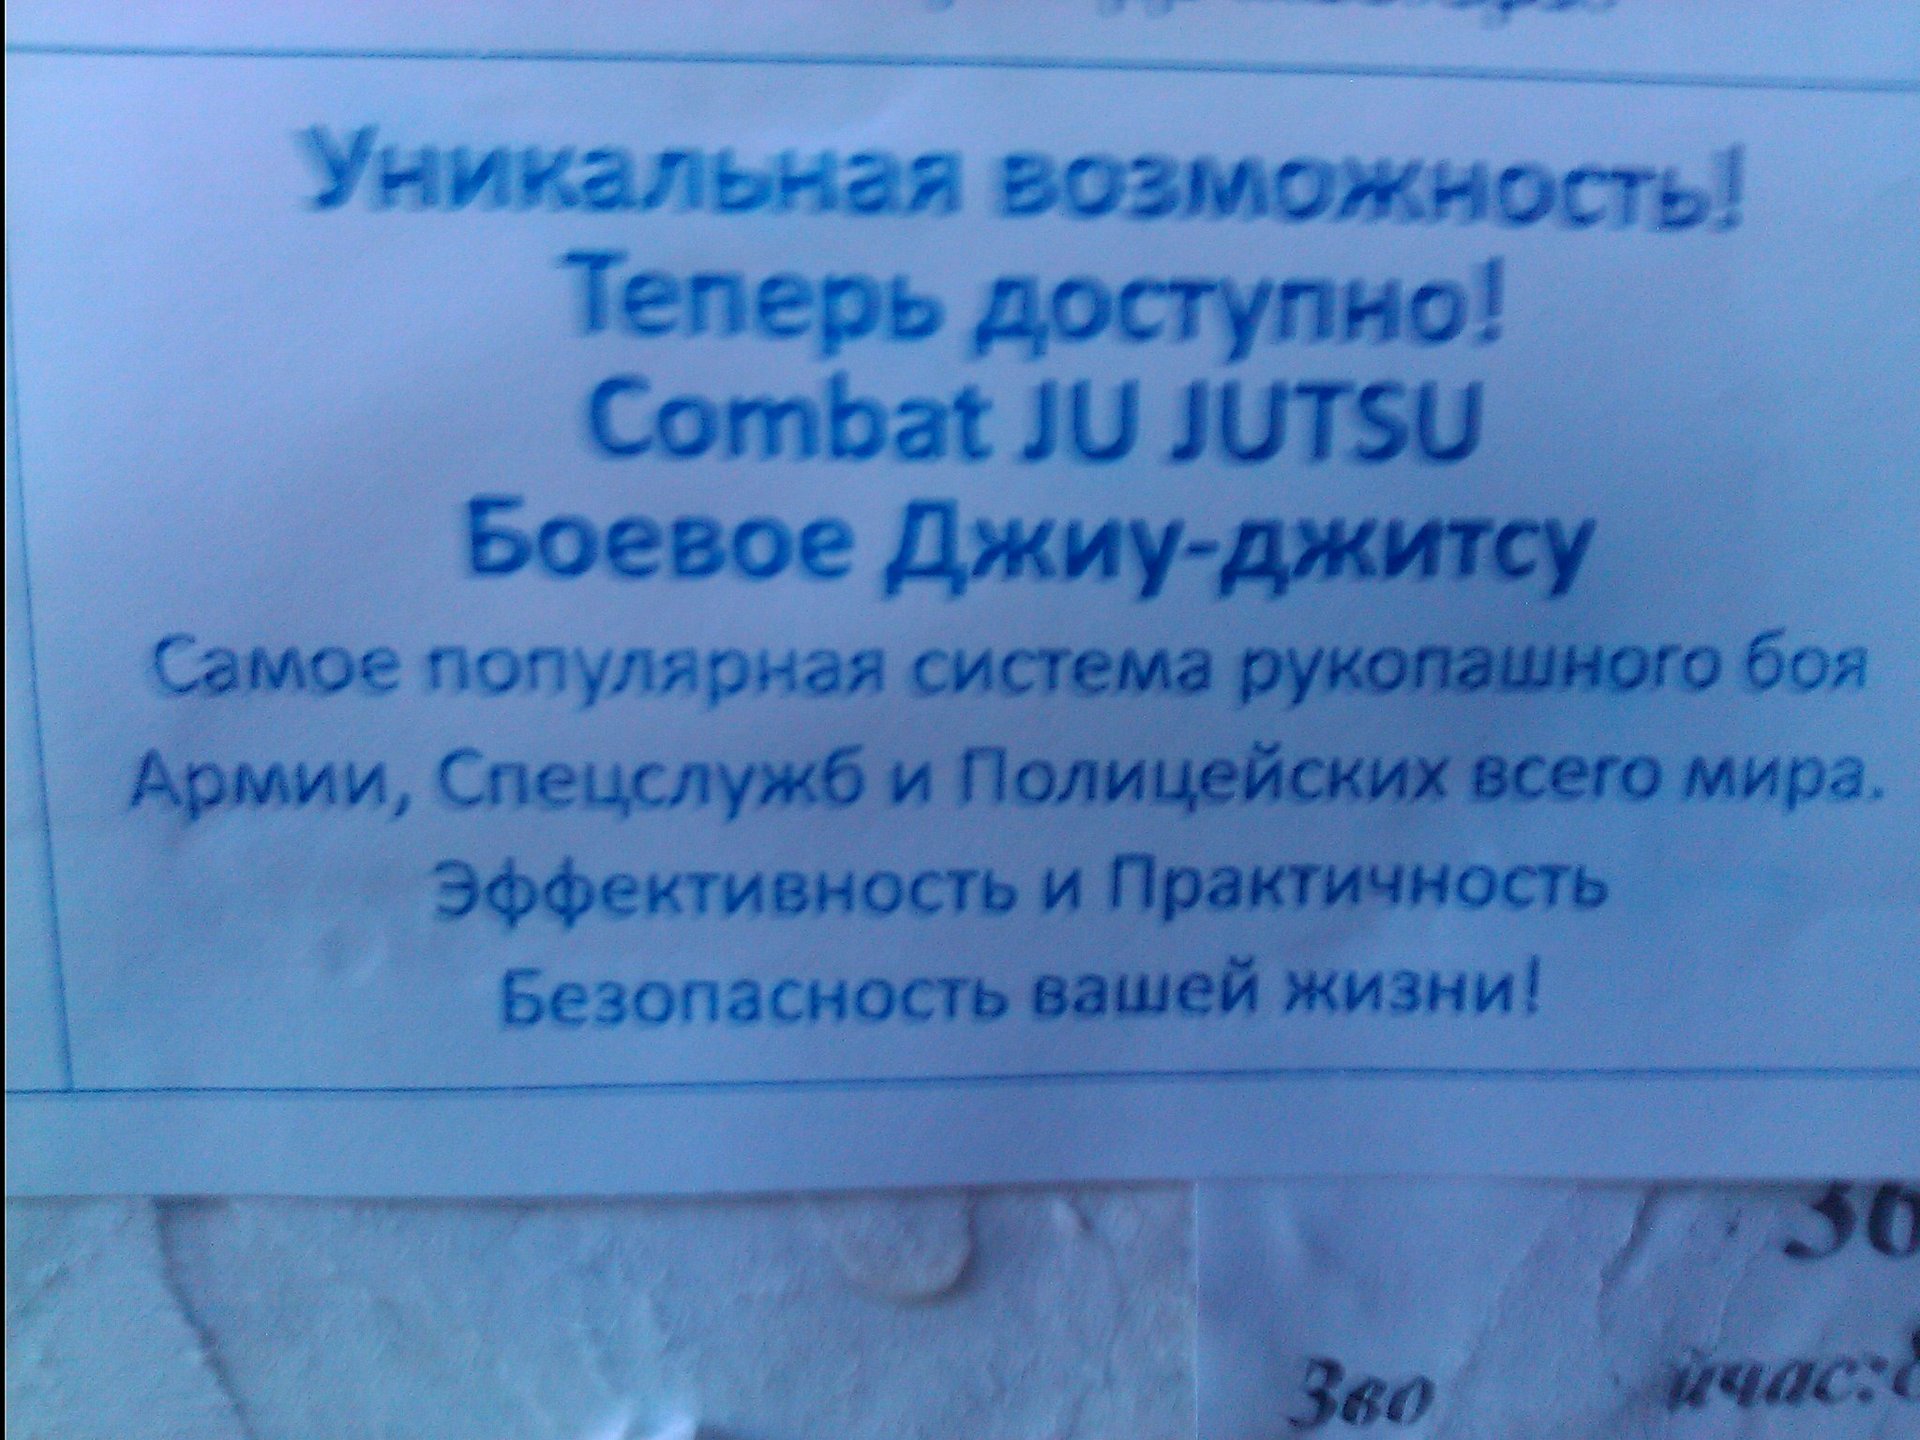 Уникальная возможность!
Теперь доступно!
Combat JU JUTSU
Боевое Джиу-джитсу
Самое популярная система рукопашного боя
Армии, Спецслужб и Полицейских всего мира.
Эффективность и Практичность
Безопасность вашей жизни!